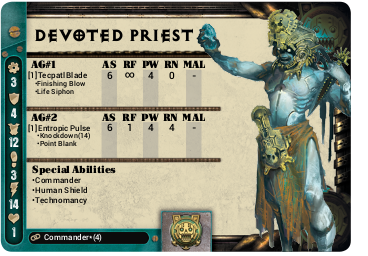 DEVOTED PRIEST
AG#1 AS RF PW RN MAL
[1]Tecpatl Blade 6 ∞ 4 0 -
•Finishing Blow
•Life Siphon
AG#2 AS RF PW RN MAL
[1]Entropic Pulse 6 1 4 4 -
•Knockdown(14)
•Point Blank
Special Abilities
•Commander
•Human Shield
•Technomancy
3
4
12
3
14
1
Commander•(4)